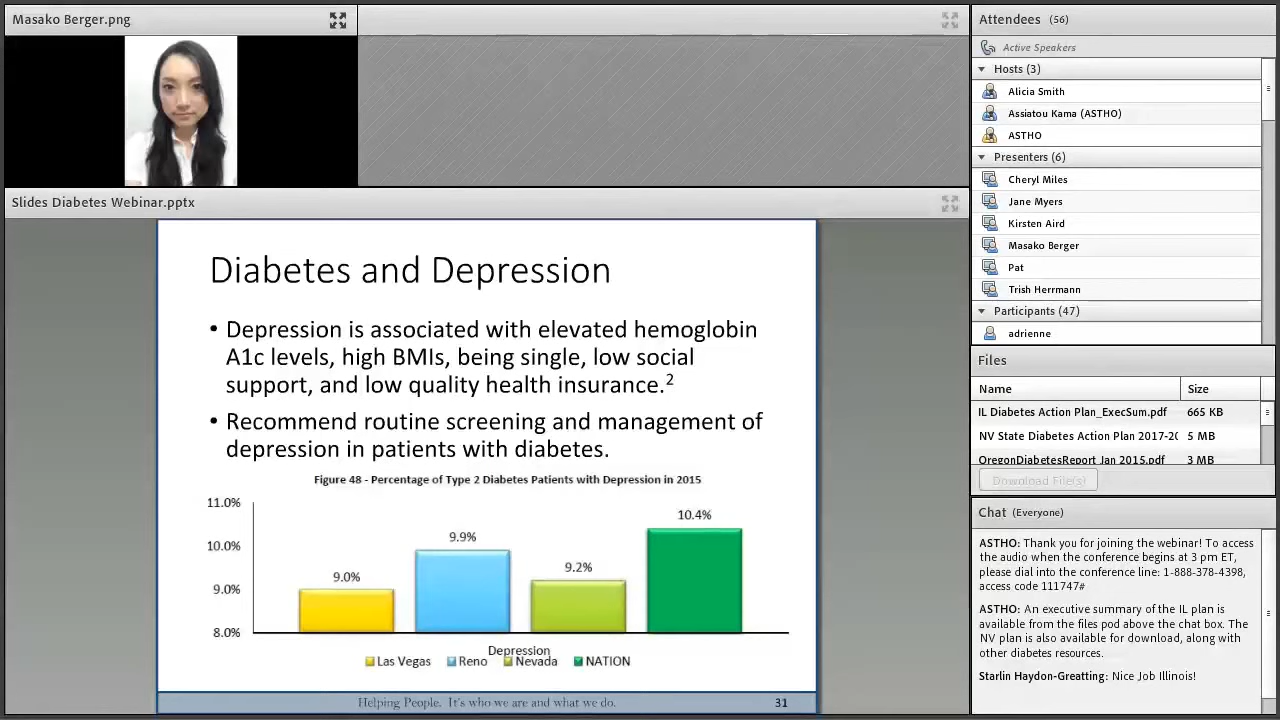 Masako Berger.png
Slides Diabetes Webinar.pptx
Diabetes and Depression
• Depression is associated with elevated hemoglobin
A1c levels, high BMIs, being single, low social
support, and low quality health insurance.2
• Recommend routine screening and management of
depression in patients with diabetes.
Figure 48 - Percentage of Type 2 Diabetes Patients with Depression in 2015
11.0%
10.0%
9.0%
8.0%
9.0%
9.9%
9.2%
10.4%
Depression
Las Vegas Reno Nevada NATION
Helping People. It's who we are and what we do. 31
Attendees (56)
Active Speakers
Hosts (3)
Alicia Smith
Assiatou Kama (ASTHO)
ASTHO
Presenters (6)
Cheryl Miles
Jane Myers
Kirsten Aird
Masako Berger
Pat
Trish Herrmann
Participants (47)
adrienne
Files
Name Size
IL Diabetes Action Plan_ExecSum.pdf 665 KB
NV State Diabetes Action Plan 2017-20 5 MB
OregonDiabetesReport Jan 2015.pdf 3 MB
Download File(s)
Chat (Everyone)
ASTHO: Thank you for joining the webinar! To access
the audio when the conference begins at 3 pm ET,
please dial into the conference line: 1-888-378-4398,
access code 111747#
ASTHO: An executive summary of the IL plan is
available from the files pod above the chat box. The
NV plan is also available for download, along with
other diabetes resources.
Starlin Haydon-Greatting: Nice Job Illinois!